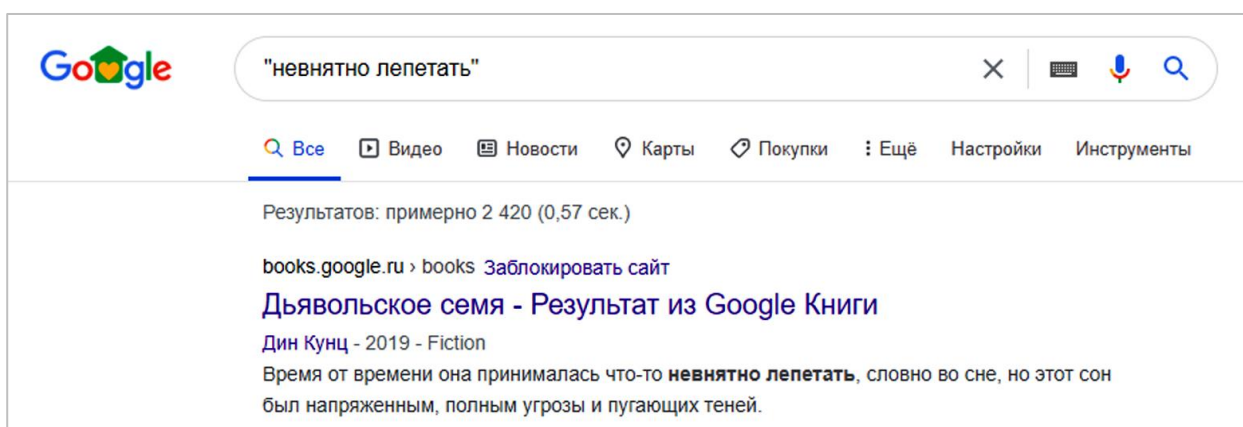 Google
"невнятно лепетать"
Все Видео Новости Карты Покупки Ещё Настройки Инструменты
Результатов: примерно 2 420 (0,57 сек.)
books.google.ru › books Заблокировать сайт
Дьявольское семя - Результат из Google Книги
Дин Кунц - 2019 - Fiction
Время от времени она принималась что-то невнятно лепетать, словно во сне, но этот сон
был напряженным, полным угрозы и пугающих теней.